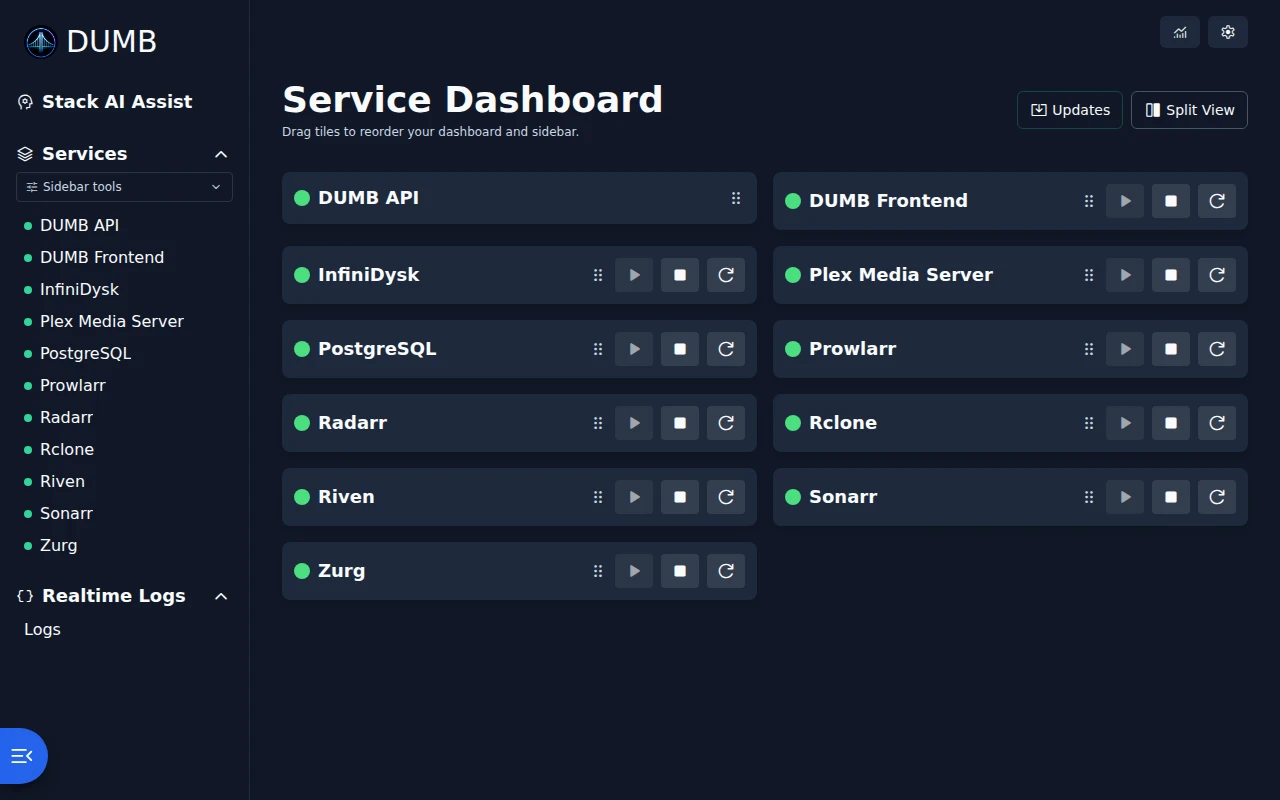 DUMB
Stack AI Assist
Services
Sidebar tools
DUMB API
DUMB Frontend
InfiniDysk
Plex Media Server
PostgreSQL
Prowlarr
Radarr
Rclone
Riven
Sonarr
Zurg
Realtime Logs
Logs
Service Dashboard
Drag tiles to reorder your dashboard and sidebar.
Updates
Split View
DUMB API
DUMB Frontend
InfiniDysk
Plex Media Server
PostgreSQL
Prowlarr
Radarr
Rclone
Riven
Sonarr
Zurg